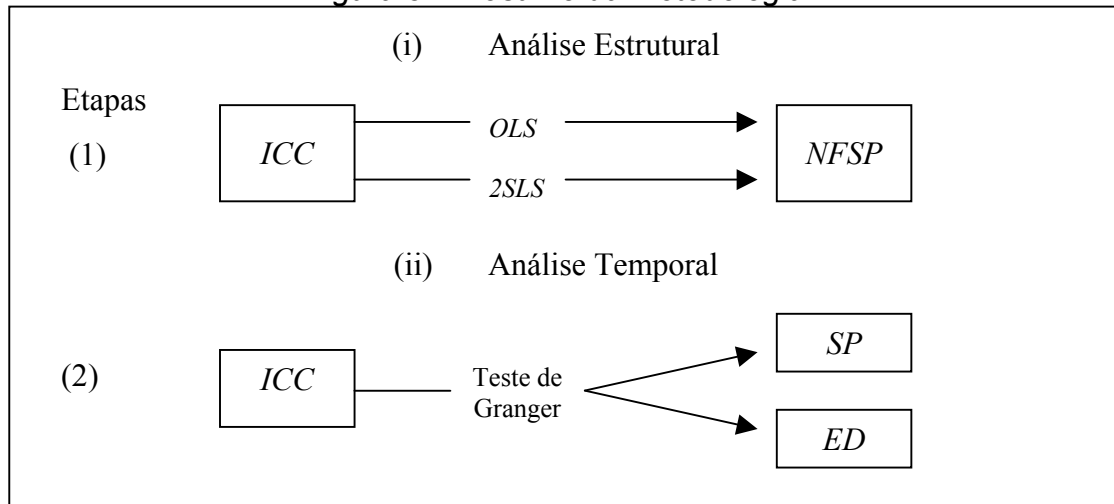 (i) Análise Estrutural
Etapas
(1)
ICC
OLS
2SLS
NFSP
(ii) Análise Temporal
(2)
ICC
Teste de
Granger
SP
ED